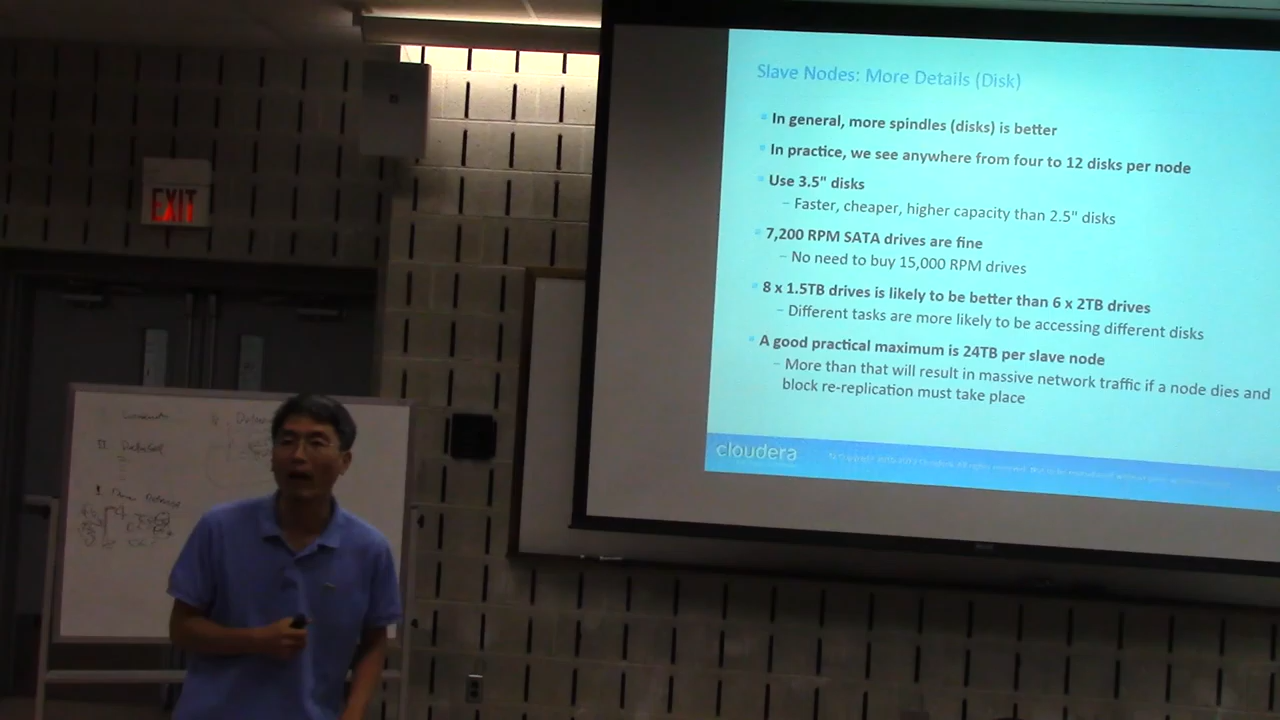 EXIT
Slave Nodes: More Details (Disk)
In general, more spindles (disks) is better
In practice, we see anywhere from four to 12 disks per node
Use 3.5" disks
– Faster, cheaper, higher capacity than 2.5" disks
7,200 RPM SATA drives are fine
– No need to buy 15,000 RPM drives
8 x 1.5TB drives is likely to be better than 6 x 2TB drives
– Different tasks are more likely to be accessing different disks
A good practical maximum is 24TB per slave node
– More than that will result in massive network traffic if a node dies and
block re-replication must take place
cloudera